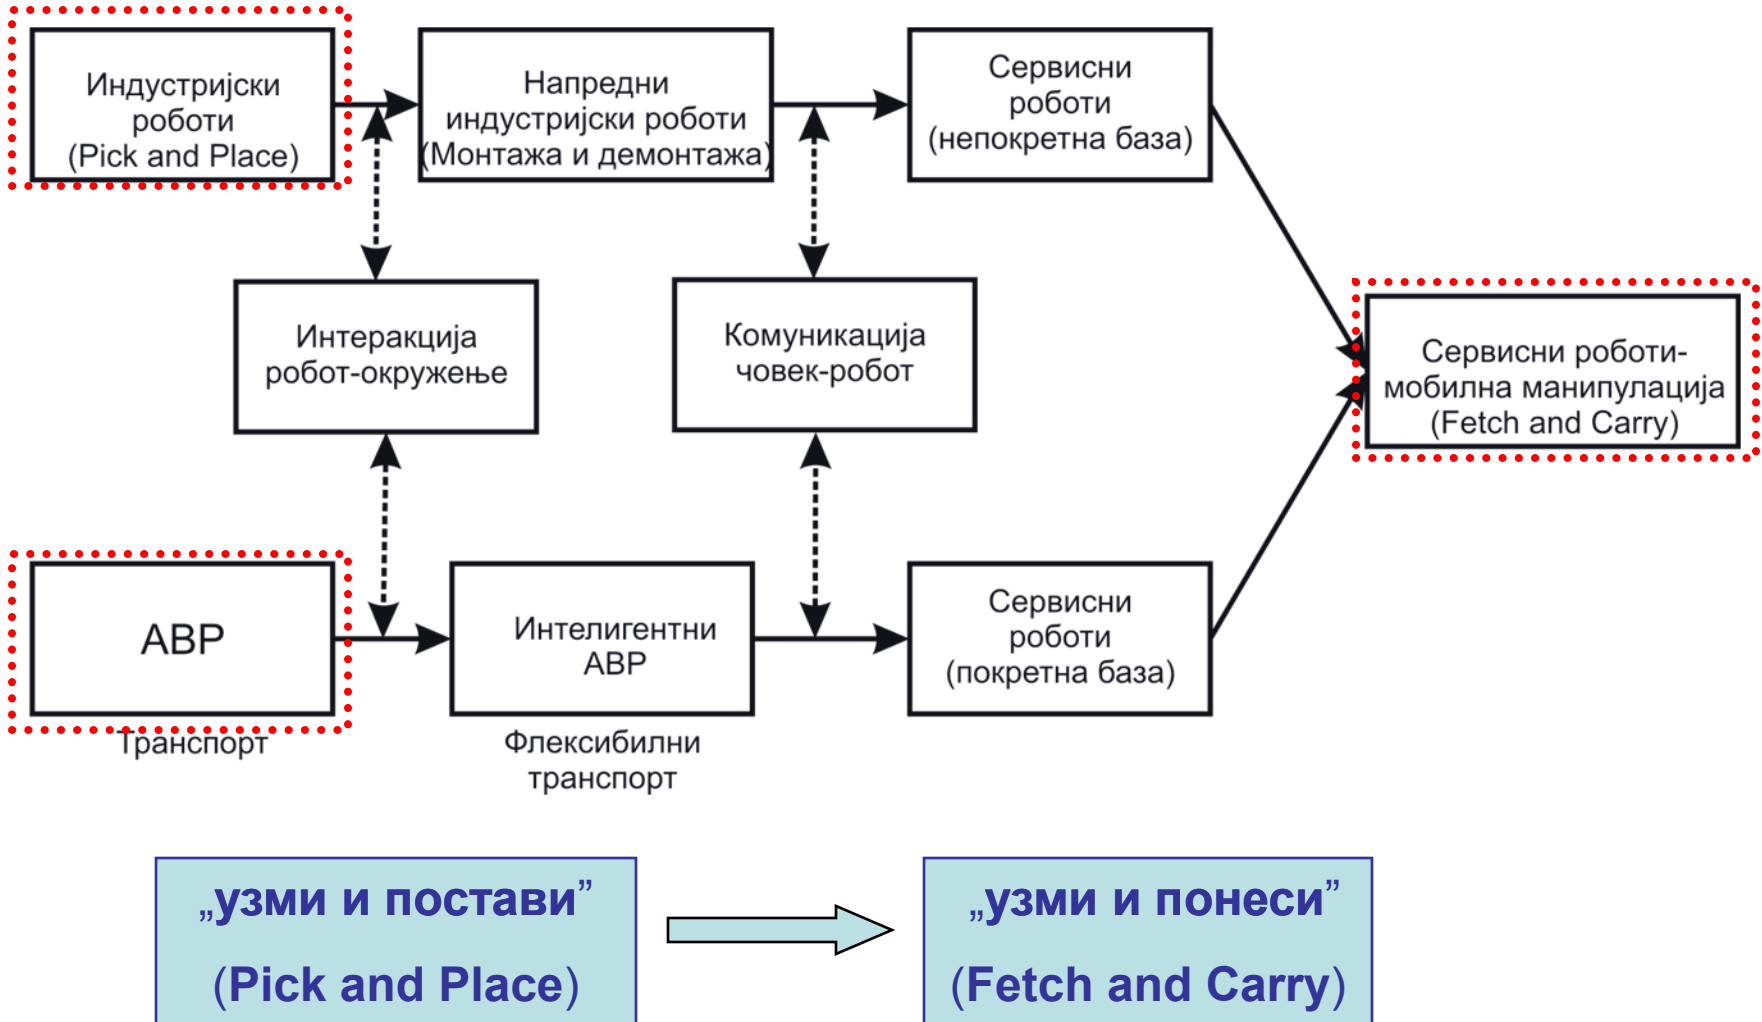 Индустријски
роботи
(Pick and Place)
Напредни
индустријски роботи
(Монтажа и демонтажа)
Сервисни
роботи
(непокретна база)
Интеракција
робот-окружење
Комуникација
човек-робот
Сервисни роботи-
мобилна манипулација
(Fetch and Carry)
АВР
Транспорт
Интелигентни
АВР
Флексибилни
транспорт
Сервисни
роботи
(покретна база)
„узми и постави”
(Pick and Place)
„узми и понеси”
(Fetch and Carry)